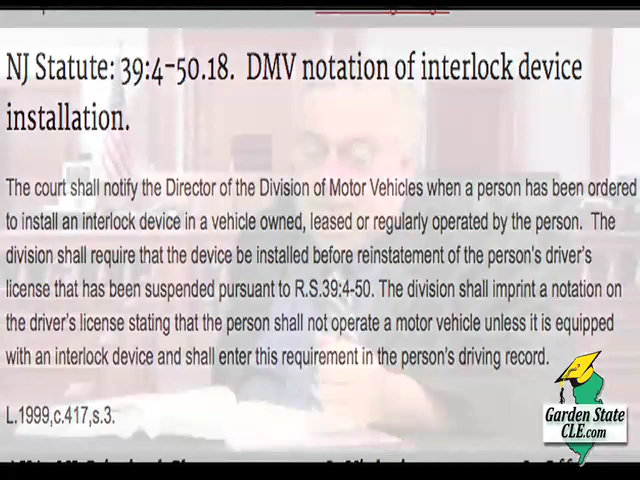 NJ Statute: 39:4-50.18. DMV notation of interlock device
installation.
The court shall notify the Director of the Division of Motor Vehicles when a person has been ordered
to install an interlock device in a vehicle owned, leased or regularly operated by the person. The
division shall require that the device be installed before reinstatement of the person's driver's
license that has been suspended pursuant to R.S.39:4-50. The division shall imprint a notation on
the driver's license stating that the person shall not operate a motor vehicle unless it is equipped
with an interlock device and shall enter this requirement in the person's driving record.
L.1999,c.417,s.3.
Garden State
CLE.com